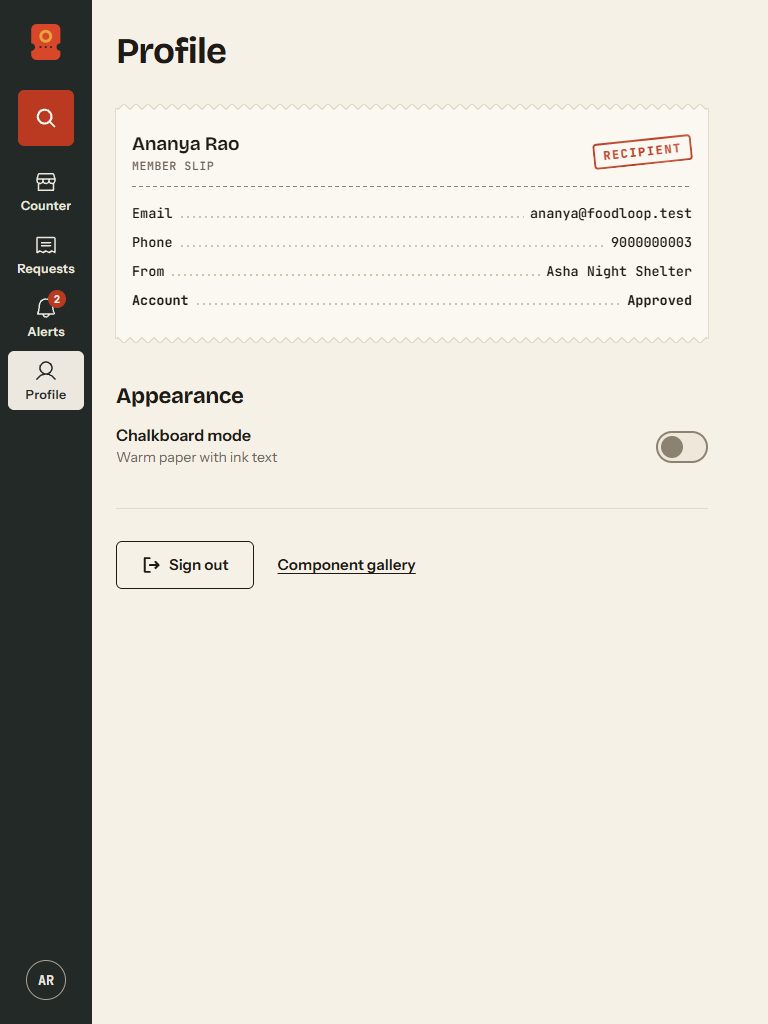 Profile
Counter
Requests
2
Alerts
Profile
AR
Ananya Rao
MEMBER SLIP
RECIPIENT
Email ananya@foodloop.test
Phone 9000000003
From Asha Night Shelter
Account Approved
Appearance
Chalkboard mode
Warm paper with ink text
Sign out
Component gallery